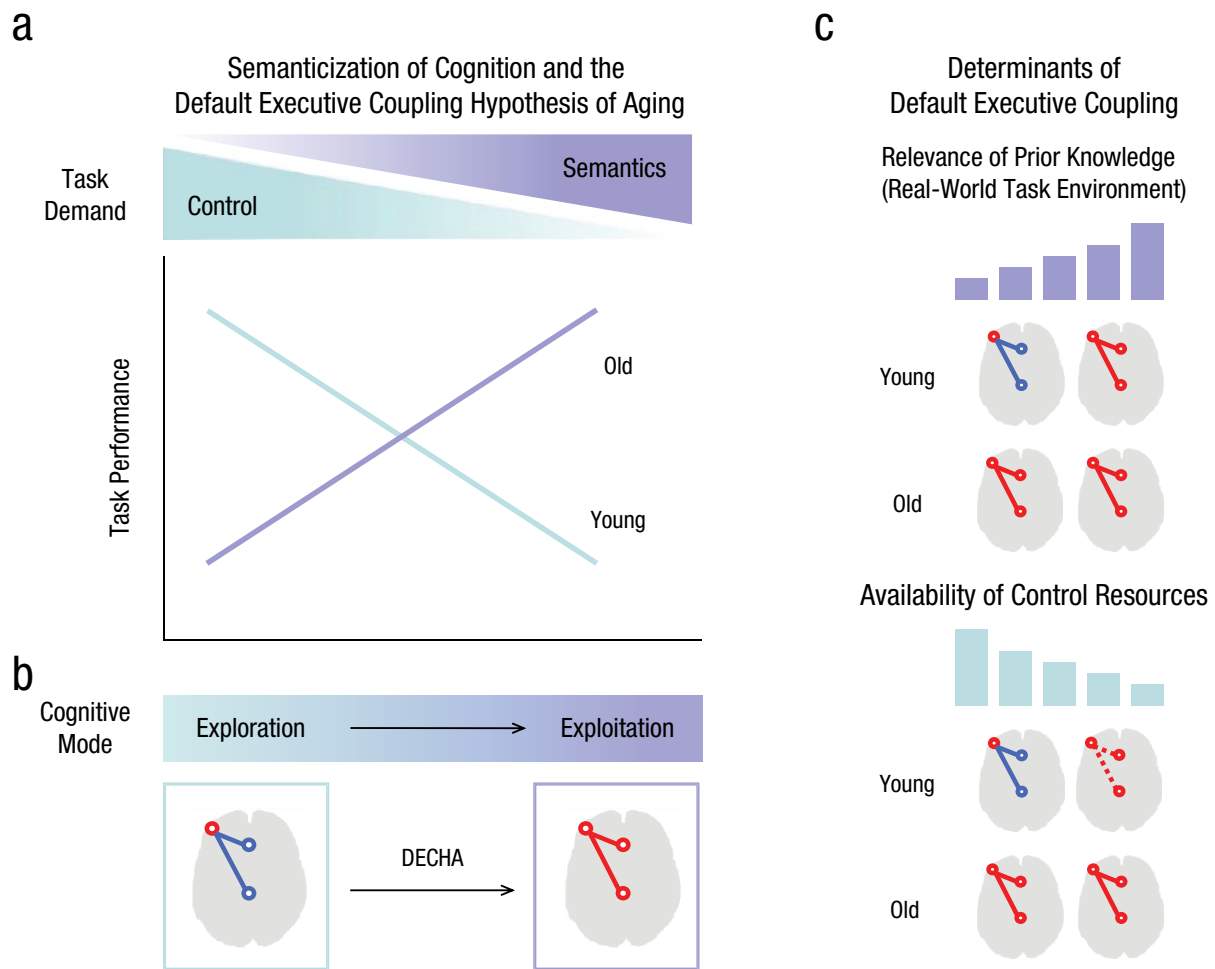 a
Semanticization of Cognition and the
Default Executive Coupling Hypothesis of Aging
Task
Demand
Semantics
Control
Task Performance
Old
Young
b
Cognitive
Mode
Exploration
Exploitation
DECHA
c
Determinants of
Default Executive Coupling
Relevance of Prior Knowledge
(Real-World Task Environment)
Young
Old
Availability of Control Resources
Young
Old